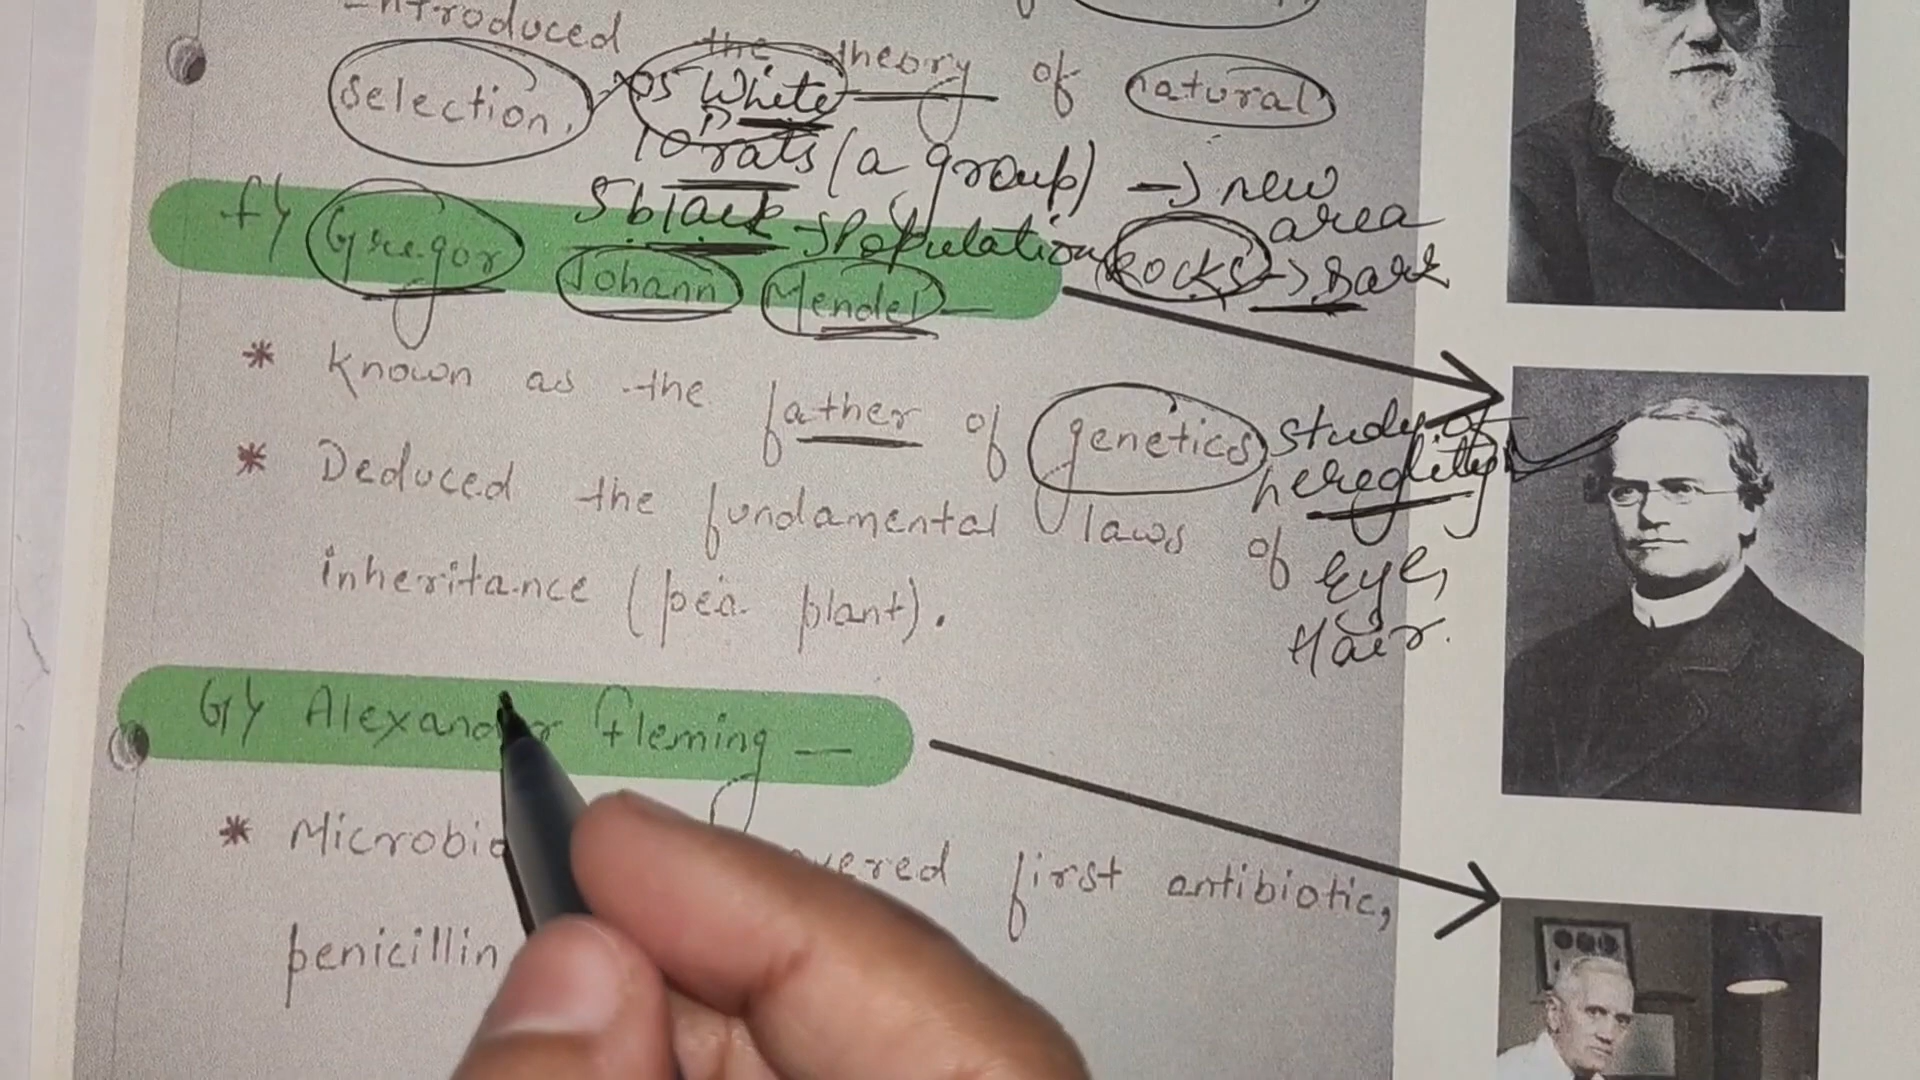 Introduced the theory of natural
selection.
5 White
10 rats (a group) → new
area
5 black → Population Rocks → Dark
f) Gregor Johann Mendel —
* Known as the father of genetics
study of
heredity
Eye,
Hair.
* Deduced the fundamental laws of
inheritance (pea plant).
G) Alexander fleming —
* Microbio vered first antibiotic,
penicillin